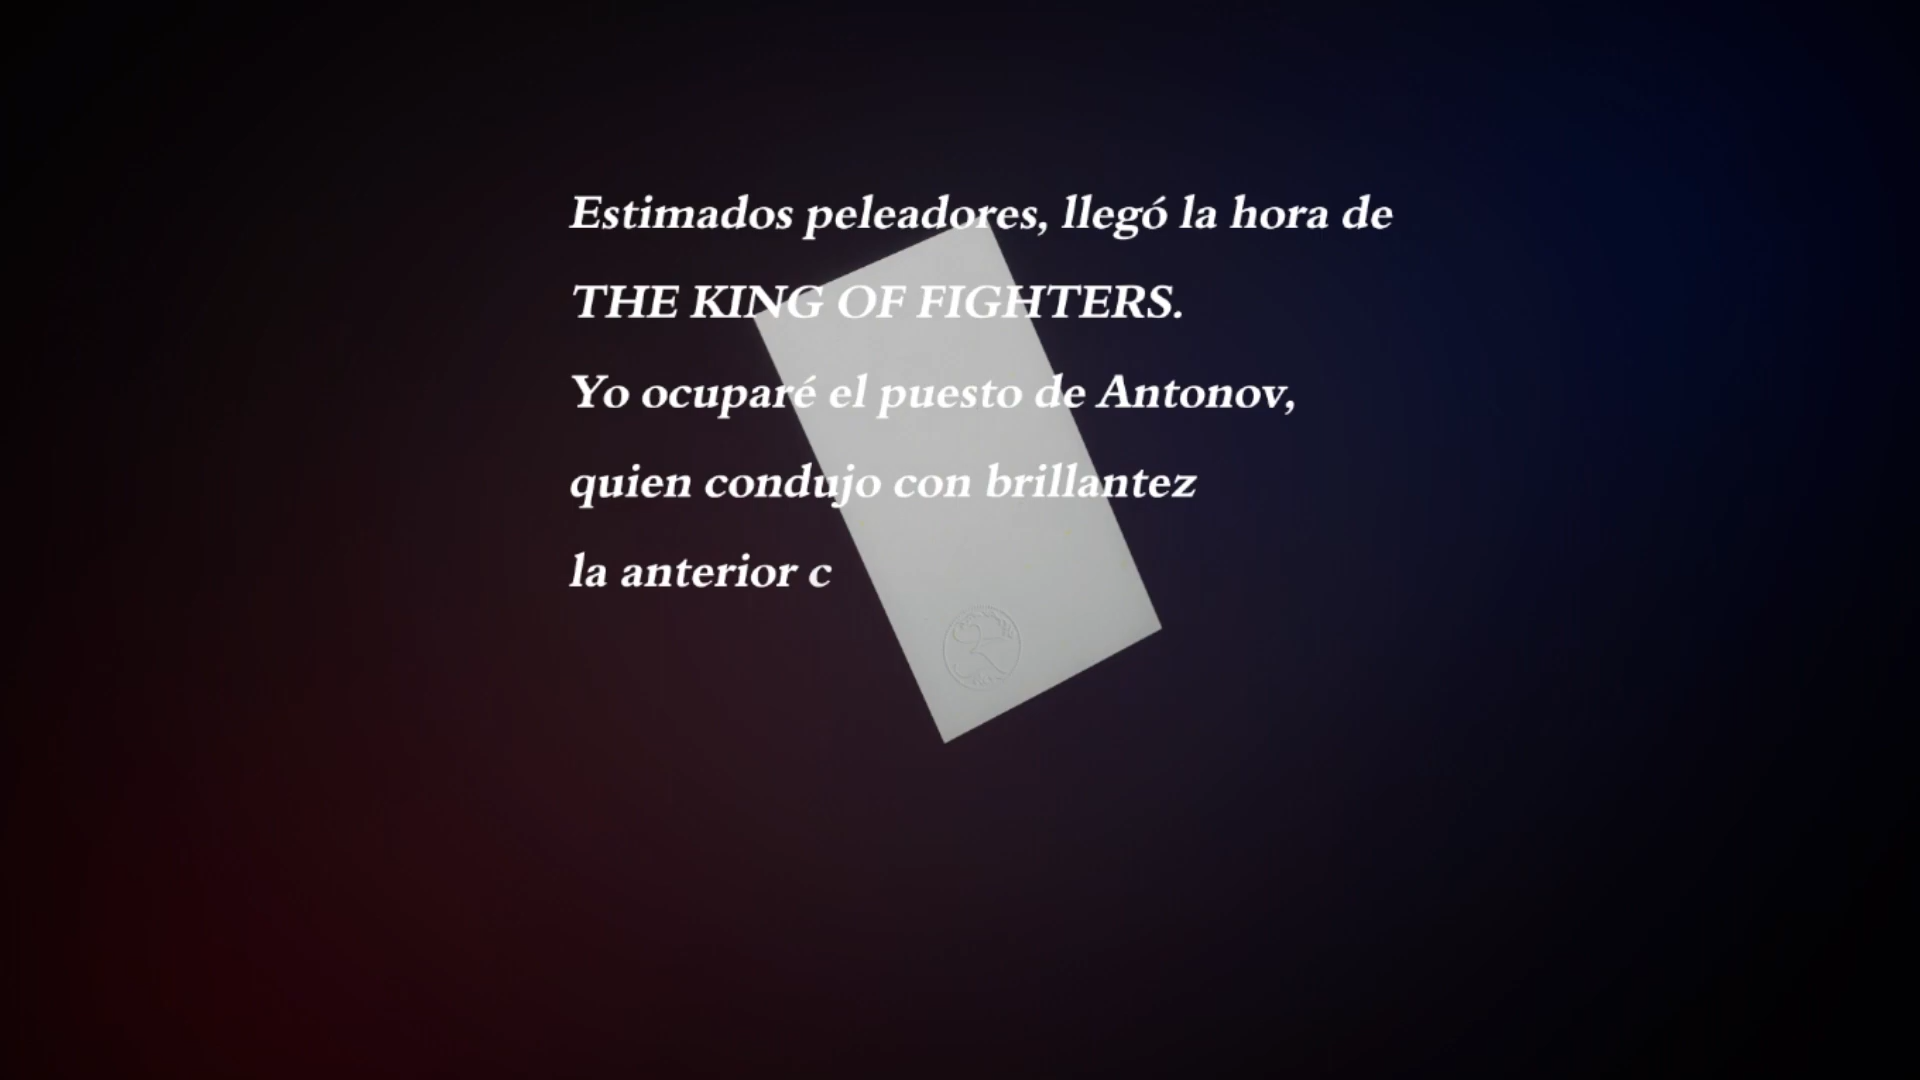 Estimados peleadores, llegó la hora de
THE KING OF FIGHTERS.
Yo ocuparé el puesto de Antonov,
quien condujo con brillantez
la anterior c